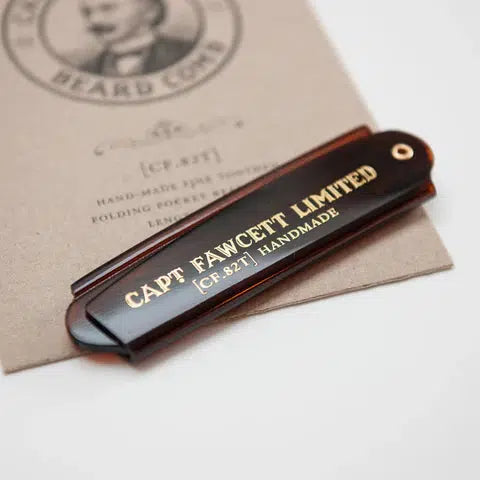 BEARD COMB
[CF.82T]
HAND-MADE FINE TOOTHED
FOLDING POCKET
CAPT. FAWCETT LIMITED
[CF.82T] HANDMADE